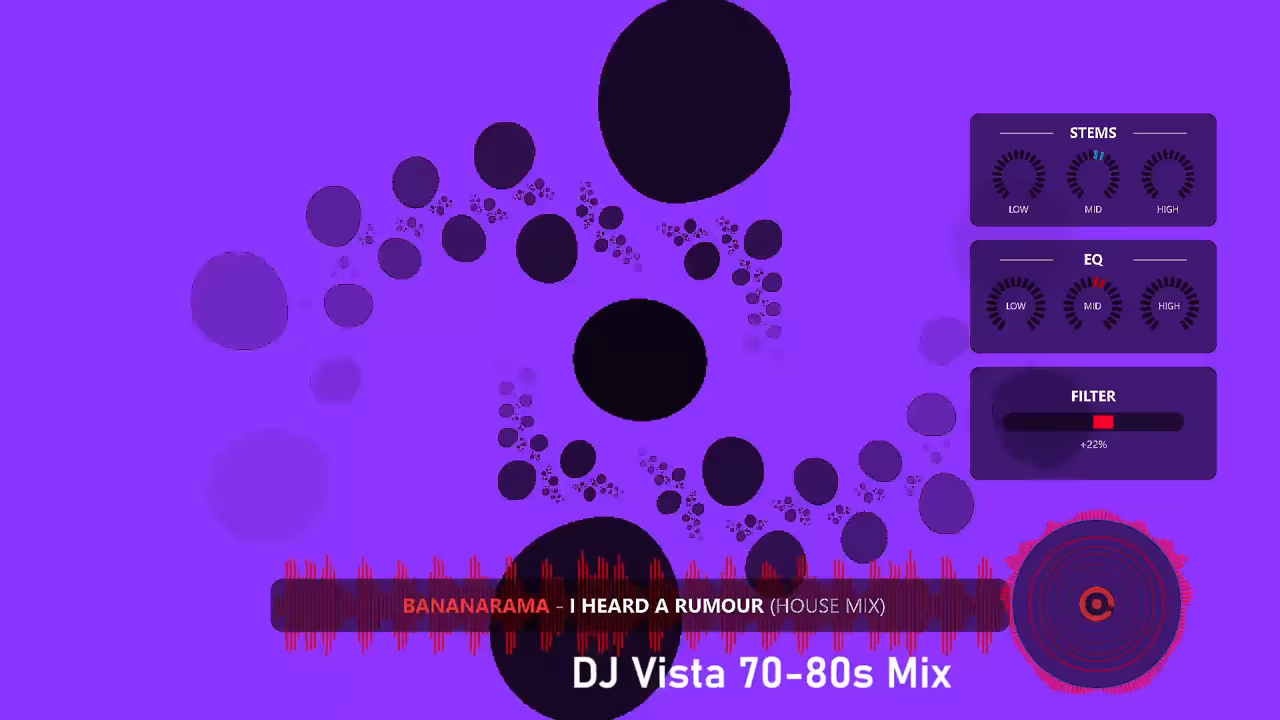 STEMS
LOW MID HIGH
EQ
LOW MID HIGH
FILTER
+22%
BANANARAMA - I HEARD A RUMOUR (HOUSE MIX)
DJ Vista 70-80s Mix